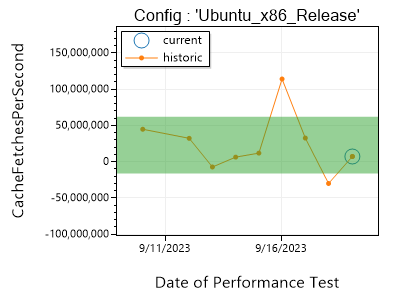 Config : 'Ubuntu_x86_Release'
current
historic
CacheFetchesPerSecond
150,000,000
100,000,000
50,000,000
0
-50,000,000
-100,000,000
9/11/2023
9/16/2023
Date of Performance Test